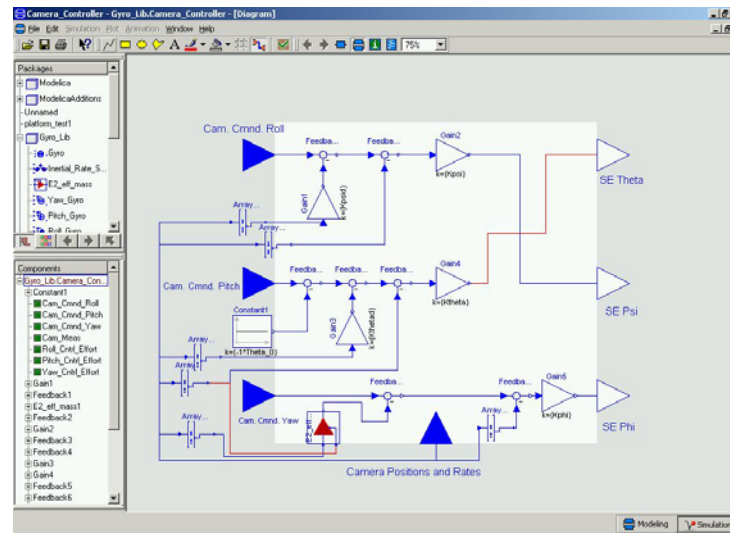 Camera_Controller - Gyro_Lib.Camera_Controller - [Diagram]
File Edit Simulation Plot Animation Window Help
75%
Packages
Modelica
ModelicaAdditions
Unnamed
platform_test1
Gyro_Lib
Gyro
Inertial_Rate_S...
E2_eff_mass
Yaw_Gyro
Pitch_Gyro
Roll_Gyro
Components
Gyro_Lib.Camera_Con...
Constant1
Cam_Cmnd_Roll
Cam_Cmnd_Pitch
Cam_Cmnd_Yaw
Cam_Meas
Roll_Cntrl_Effort
Pitch_Cntrl_Effort
Yaw_Cntrl_Effort
Gain1
Feedback1
E2_eff_mass1
Feedback2
Gain2
Feedback3
Feedback4
Gain3
Gain4
Feedback5
Feedback6
Cam. Cmnd. Roll
Feedba...
Feedba...
Gain2
k={Kpsi}
SE Theta
Gain1
k={Kpsid}
Array...
Array...
Cam. Cmnd. Pitch
Feedba...
Feedba...
Feedba...
Gain4
k={Ktheta}
SE Psi
Constant1
k={-1*Theta_0}
Gain3
k={Kthetad}
Array...
Array...
Cam. Cmnd. Yaw
Feedba...
Feedba...
Gain5
k={Kphi}
SE Phi
Array...
Array...
Camera Positions and Rates
Modeling
Simulation